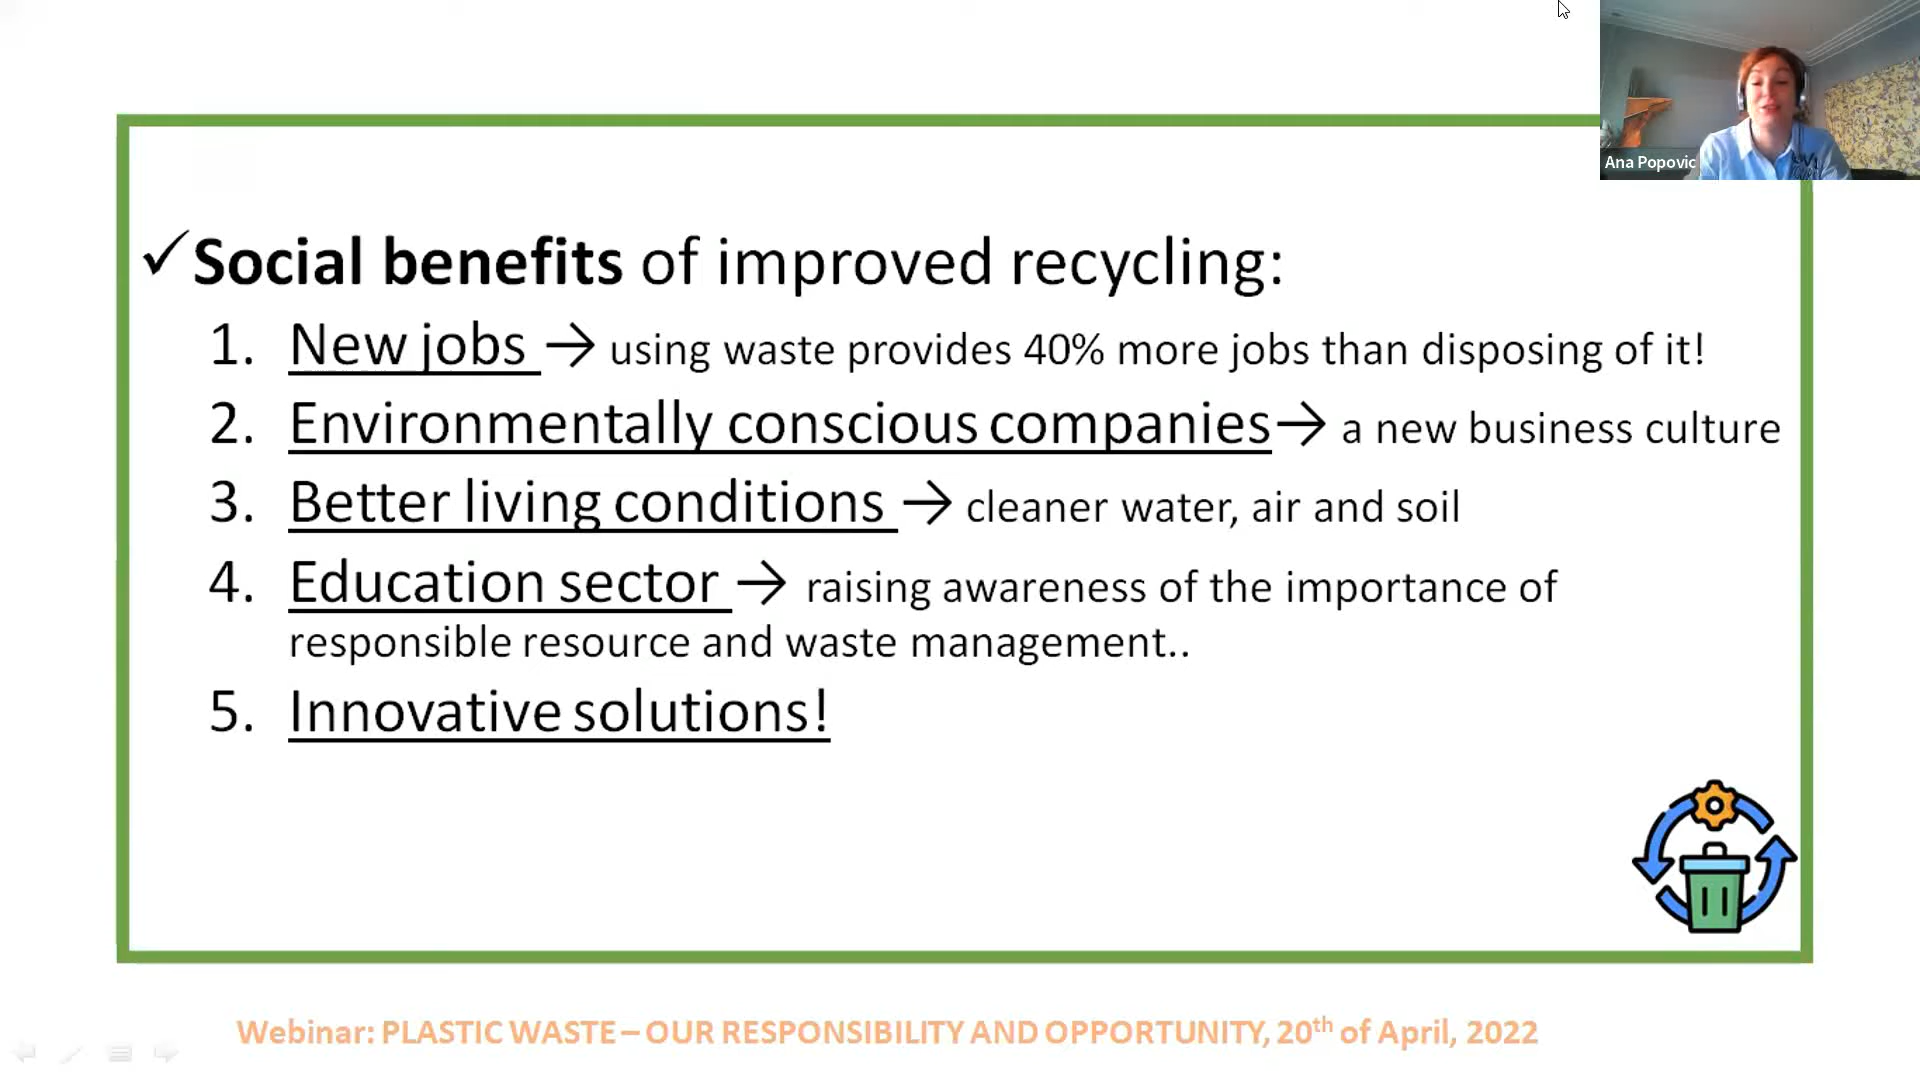 Ana Popovic
✓Social benefits of improved recycling:
1. New jobs → using waste provides 40% more jobs than disposing of it!
2. Environmentally conscious companies→ a new business culture
3. Better living conditions → cleaner water, air and soil
4. Education sector → raising awareness of the importance of
responsible resource and waste management..
5. Innovative solutions!
Webinar: PLASTIC WASTE – OUR RESPONSIBILITY AND OPPORTUNITY, 20th of April, 2022